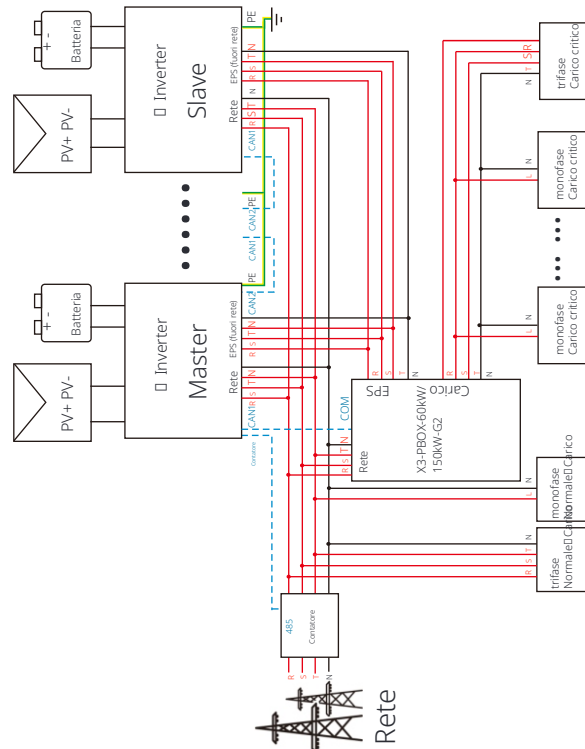 PV+ PV-
+ -
Batteria
PV+ PV-
+ -
Batteria
Inverter
Master
Inverter
Slave
Contatore
CAN1
R S T N
Rete
R S T N
EPS (fuori rete)
CAN2
PE
CAN1
CAN2
PE
CAN1
R S T N
Rete
R S T N
EPS (fuori rete)
PE
485
Contatore
R
S
T
N
Rete
COM
R S T N
Rete
EPS
Carico
X3-PBOX-60kW/
150kW-G2
R
S
T
N
R
S
T
N
R S T N
trifase
Normale Carico
L N
monofase
Normale Carico
L N
monofase
Carico critico
L N
monofase
Carico critico
N T S R
trifase
Carico critico